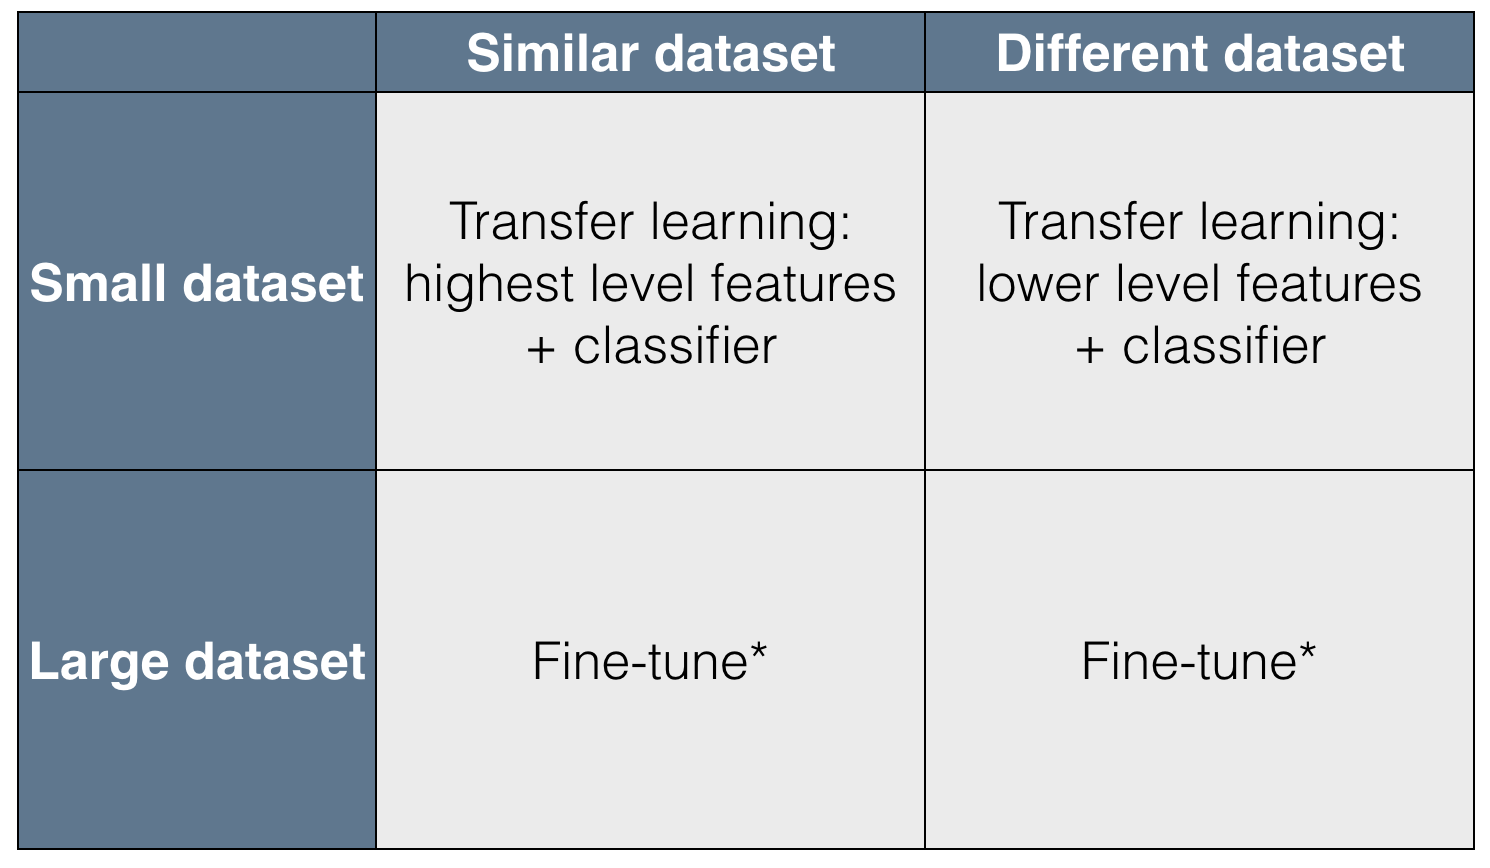 Similar dataset
Different dataset
Small dataset
Transfer learning:
highest level features
+ classifier
Transfer learning:
lower level features
+ classifier
Large dataset
Fine-tune*
Fine-tune*